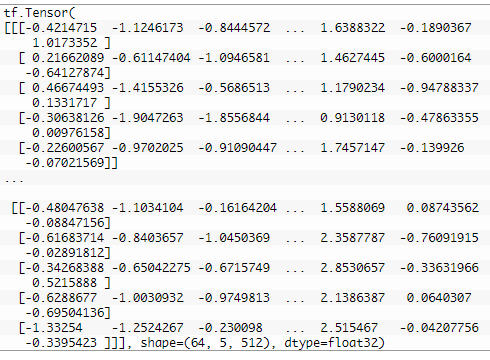 tf.Tensor(
[[[-0.4214715  -1.1246173  -0.8444572  ...  1.6388322  -0.1890367
    1.0173352 ]
  [ 0.21662089 -0.61147404 -1.0946581  ...  1.4627445  -0.6000164
   -0.64127874]
  [ 0.46674493 -1.4155326  -0.5686513  ...  1.1790234  -0.94788337
    0.1331717 ]
  [-0.30638126 -1.9047263  -1.8556844  ...  0.9130118  -0.47863355
    0.00976158]
  [-0.22600567 -0.9702025  -0.91090447 ...  1.7457147  -0.139926
   -0.07021569]]
...
 [[-0.48047638 -1.1034104  -0.16164204 ...  1.5588069   0.08743562
   -0.08847156]
  [-0.61683714 -0.8403657  -1.0450369  ...  2.3587787  -0.76091915
   -0.02891812]
  [-0.34268388 -0.65042275 -0.6715749  ...  2.8530657  -0.33631966
    0.5215888 ]
  [-0.6288677  -1.0030932  -0.9749813  ...  2.1386387   0.0640307
   -0.69504136]
  [-1.33254    -1.2524267  -0.230098   ...  2.515467   -0.04207756
   -0.3395423 ]]], shape=(64, 5, 512), dtype=float32)